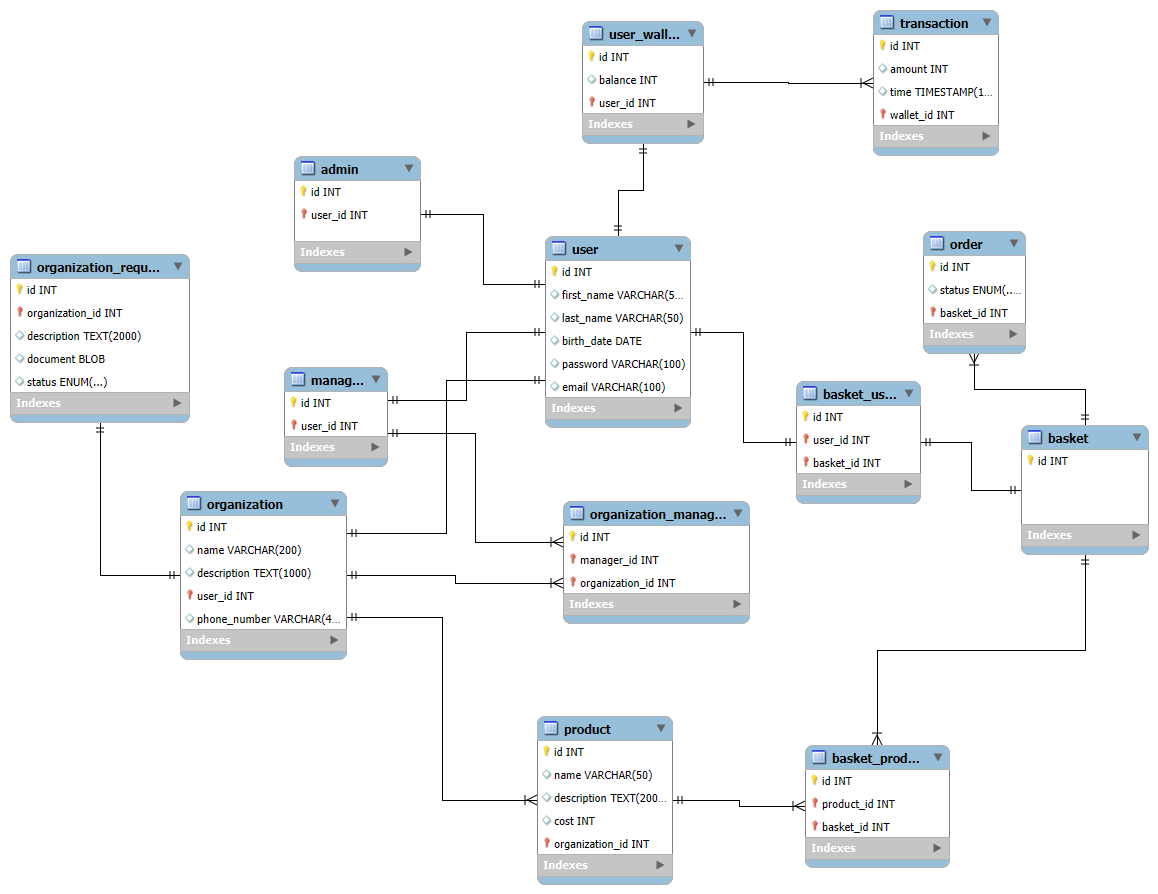 user_wall...
id INT
balance INT
user_id INT
Indexes
transaction
id INT
amount INT
time TIMESTAMP(1...
wallet_id INT
Indexes
admin
id INT
user_id INT
Indexes
user
id INT
first_name VARCHAR(5...
last_name VARCHAR(50)
birth_date DATE
password VARCHAR(100)
email VARCHAR(100)
Indexes
order
id INT
status ENUM(...
basket_id INT
Indexes
organization_requ...
id INT
organization_id INT
description TEXT(2000)
document BLOB
status ENUM(...)
Indexes
manag...
id INT
user_id INT
Indexes
basket_us...
id INT
user_id INT
basket_id INT
Indexes
basket
id INT
Indexes
organization
id INT
name VARCHAR(200)
description TEXT(1000)
user_id INT
phone_number VARCHAR(4...
Indexes
organization_manag...
id INT
manager_id INT
organization_id INT
Indexes
product
id INT
name VARCHAR(50)
description TEXT(200...
cost INT
organization_id INT
Indexes
basket_prod...
id INT
product_id INT
basket_id INT
Indexes